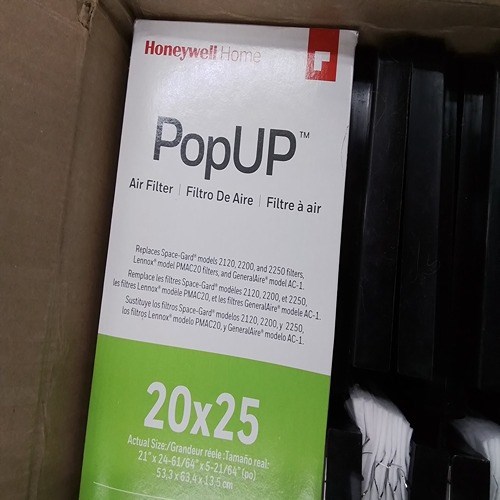 Honeywell Home
PopUP™
Air Filter | Filtro De Aire | Filtre à air
Replaces Space-Gard® models 2120, 2200, and 2250 filters,
Lennox® model PMAC20 filters, and GeneralAire® model AC-1.
Remplace les filtres Space-Gard® modèles 2120, 2200, et 2250,
les filtres Lennox® modèle PMAC20, et les filtres GeneralAire® modele AC-1.
Sustituye los filtros Space-Gard® modelos 2120, 2200, y 2250,
los filtros Lennox® modelo PMAC20, y GeneralAire® modelo AC-1.
20x25
Actual Size:/Grandeur réele :Tamaño real:
21" x 24-61/64" x 5-21/64" (po)
53,3 x 63,4 x 13,5 cm